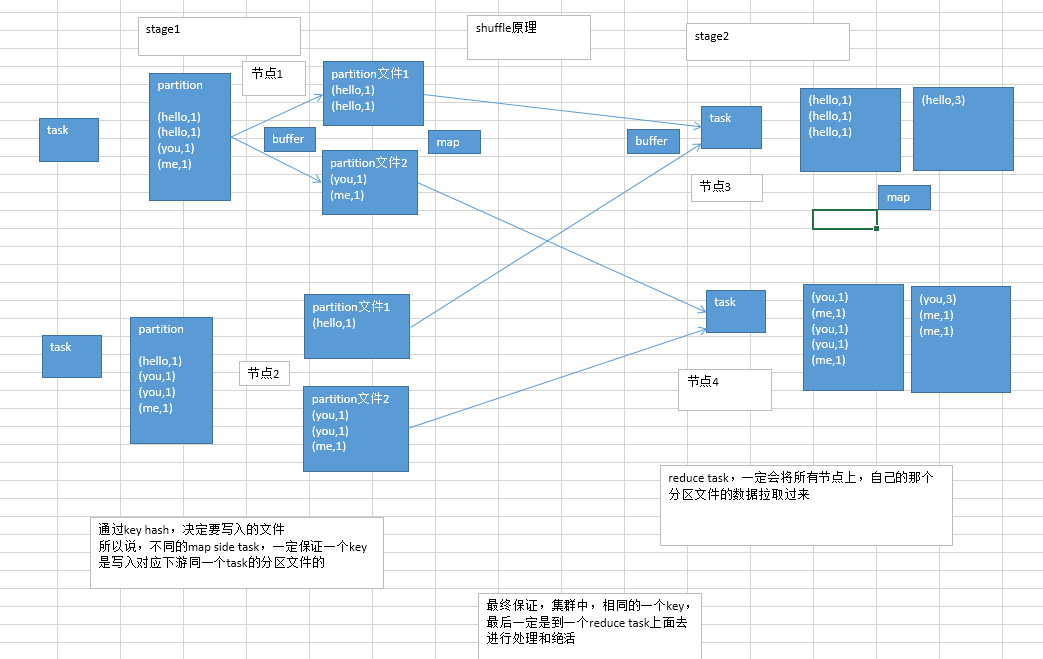 stage1
shuffle原理
stage2
节点1
task
partition
(hello,1)
(hello,1)
(you,1)
(me,1)
partition文件1
(hello,1)
(hello,1)
buffer
map
partition文件2
(you,1)
(me,1)
buffer
task
节点3
(hello,1)
(hello,1)
(hello,1)
(hello,3)
map
task
partition
(hello,1)
(you,1)
(you,1)
(me,1)
节点2
partition文件1
(hello,1)
partition文件2
(you,1)
(you,1)
(me,1)
task
节点4
(you,1)
(me,1)
(you,1)
(you,1)
(me,1)
(you,3)
(me,1)
(me,1)
reduce task，一定会将所有节点上，自己的那个
分区文件的数据拉取过来
通过key hash，决定要写入的文件
所以说，不同的map side task，一定保证一个key
是写入对应下游同一个task的分区文件的
最终保证，集群中，相同的一个key，
最后一定是到一个reduce task上面去
进行处理和绝活